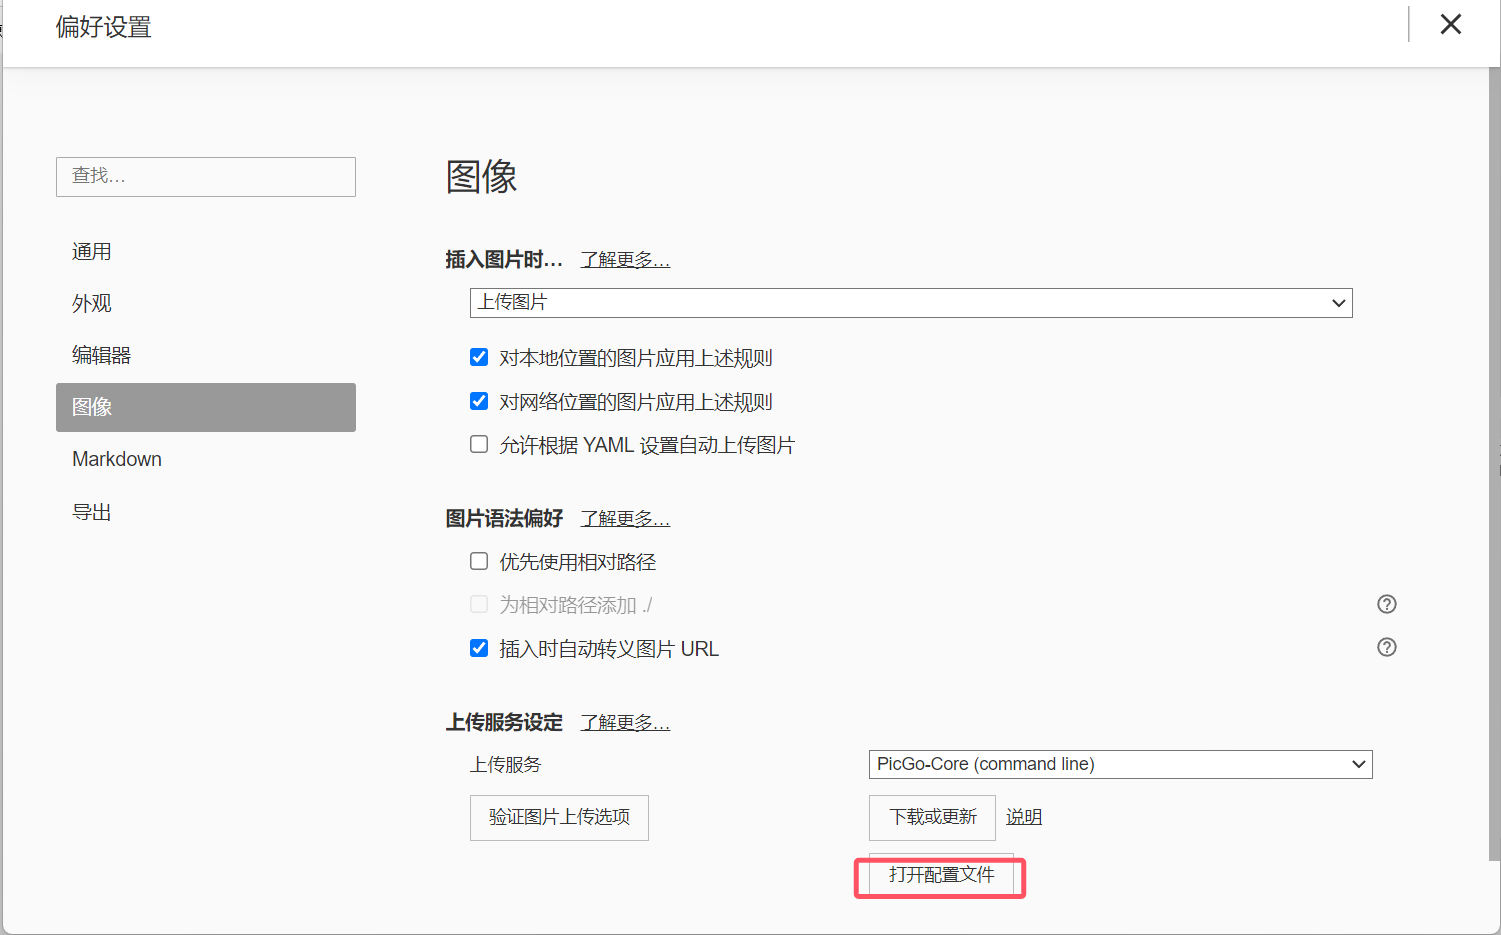 偏好设置
查找...
通用
外观
编辑器
图像
Markdown
导出
图像
插入图片时... 了解更多...
上传图片
对本地位置的图片应用上述规则
对网络位置的图片应用上述规则
允许根据 YAML 设置自动上传图片
图片语法偏好 了解更多...
优先使用相对路径
为相对路径添加 ./
插入时自动转义图片 URL
上传服务设定 了解更多...
上传服务 PicGo-Core (command line)
验证图片上传选项 下载或更新 说明
打开配置文件